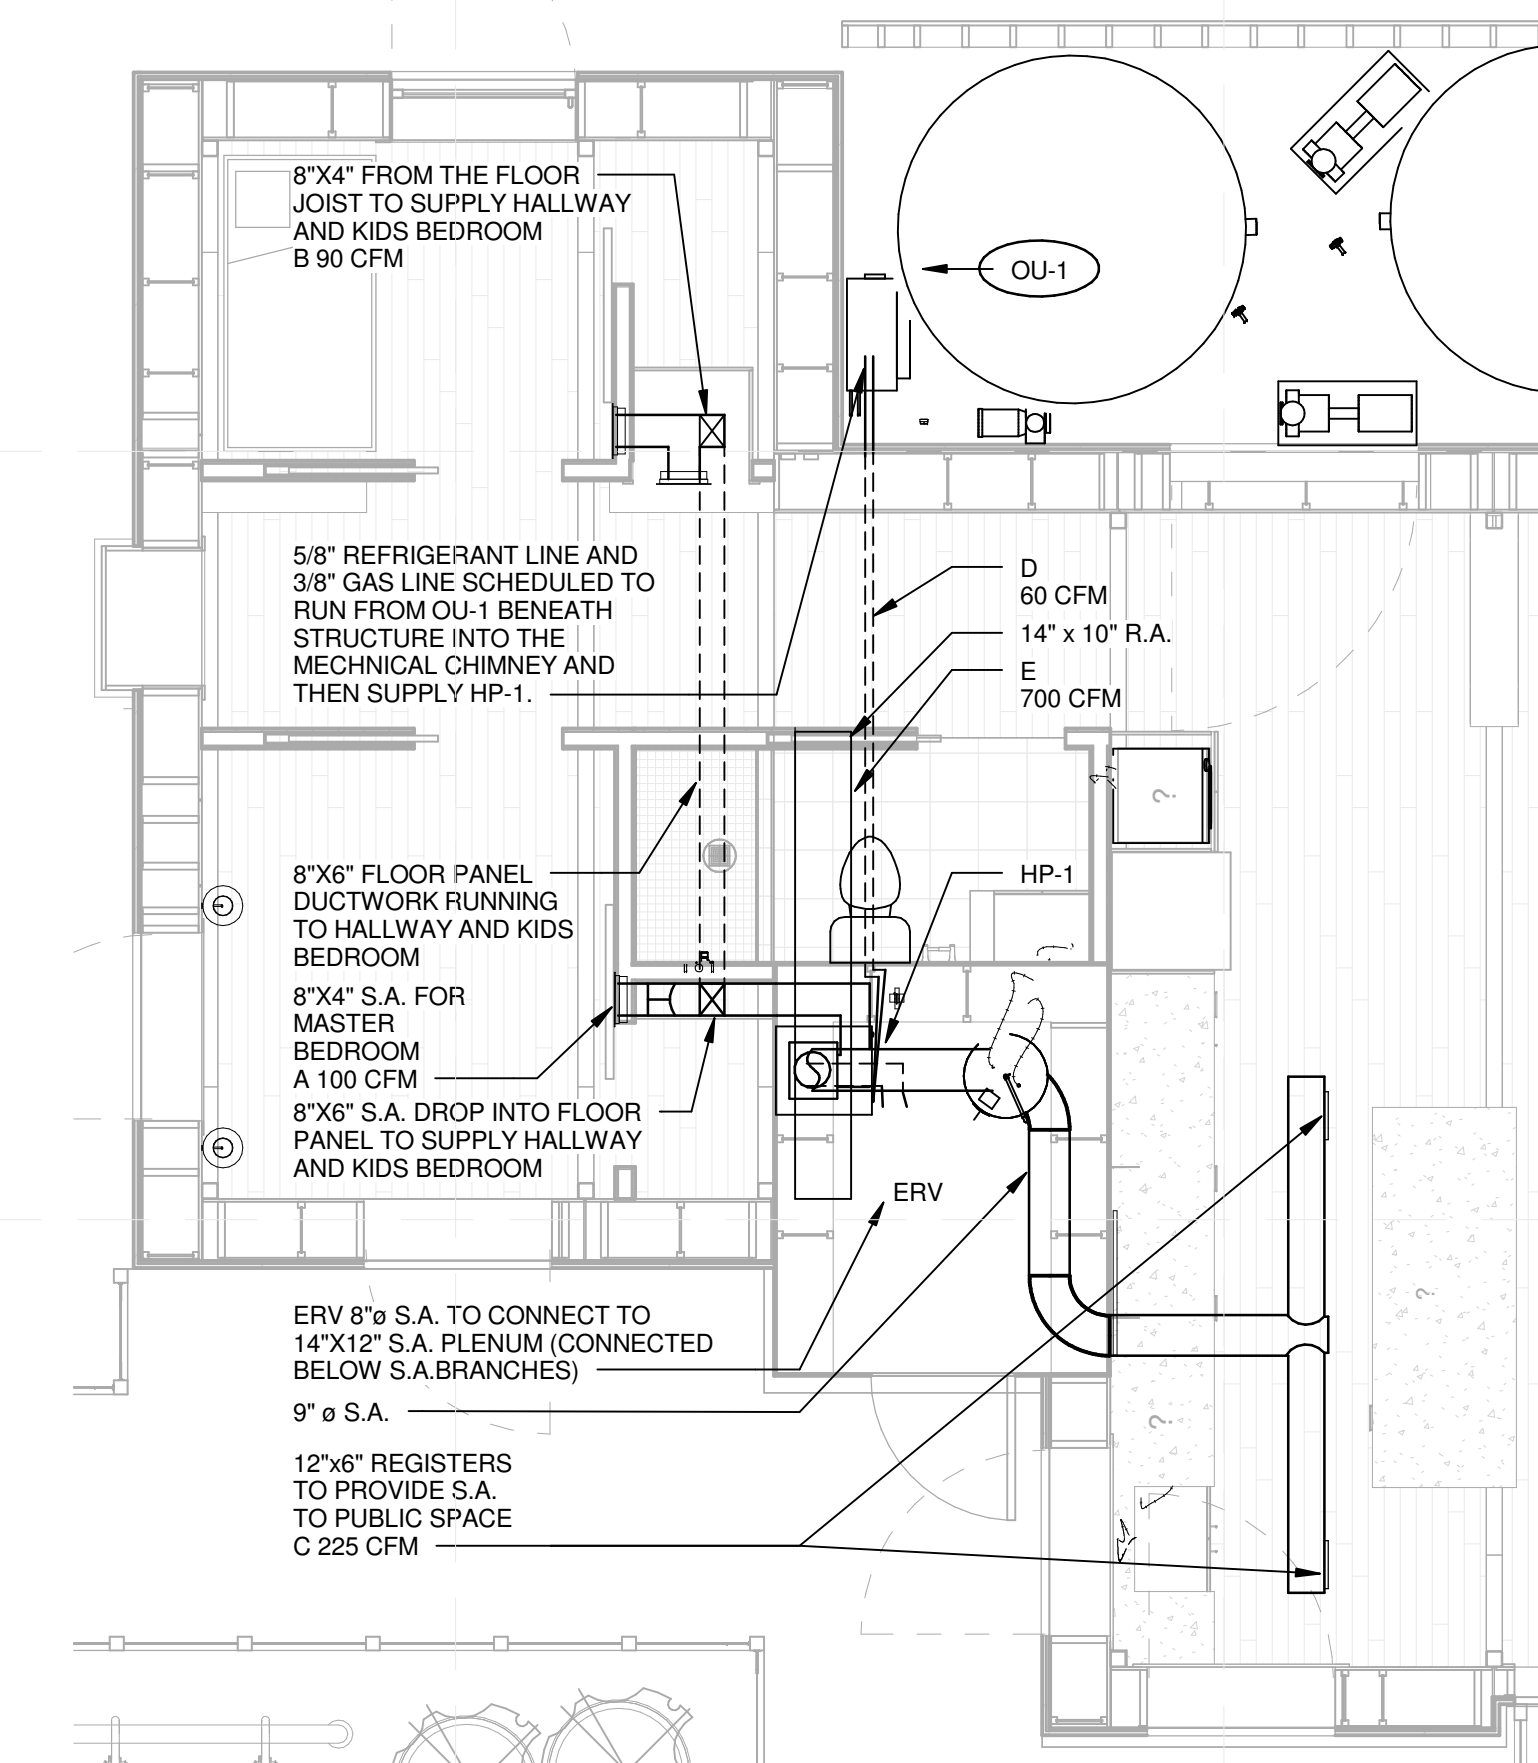 8"X4" FROM THE FLOOR
JOIST TO SUPPLY HALLWAY
AND KIDS BEDROOM
B 90 CFM
OU-1
5/8" REFRIGERANT LINE AND
3/8" GAS LINE SCHEDULED TO
RUN FROM OU-1 BENEATH
STRUCTURE INTO THE
MECHNICAL CHIMNEY AND
THEN SUPPLY HP-1.
D
60 CFM
14" x 10" R.A.
E
700 CFM
?
8"X6" FLOOR PANEL
DUCTWORK RUNNING
TO HALLWAY AND KIDS
BEDROOM
HP-1
8"X4" S.A. FOR
MASTER
BEDROOM
A 100 CFM
8"X6" S.A. DROP INTO FLOOR
PANEL TO SUPPLY HALLWAY
AND KIDS BEDROOM
ERV
?
ERV 8"ø S.A. TO CONNECT TO
14"X12" S.A. PLENUM (CONNECTED
BELOW S.A.BRANCHES)
9" ø S.A.
?
12"x6" REGISTERS
TO PROVIDE S.A.
TO PUBLIC SPACE
C 225 CFM